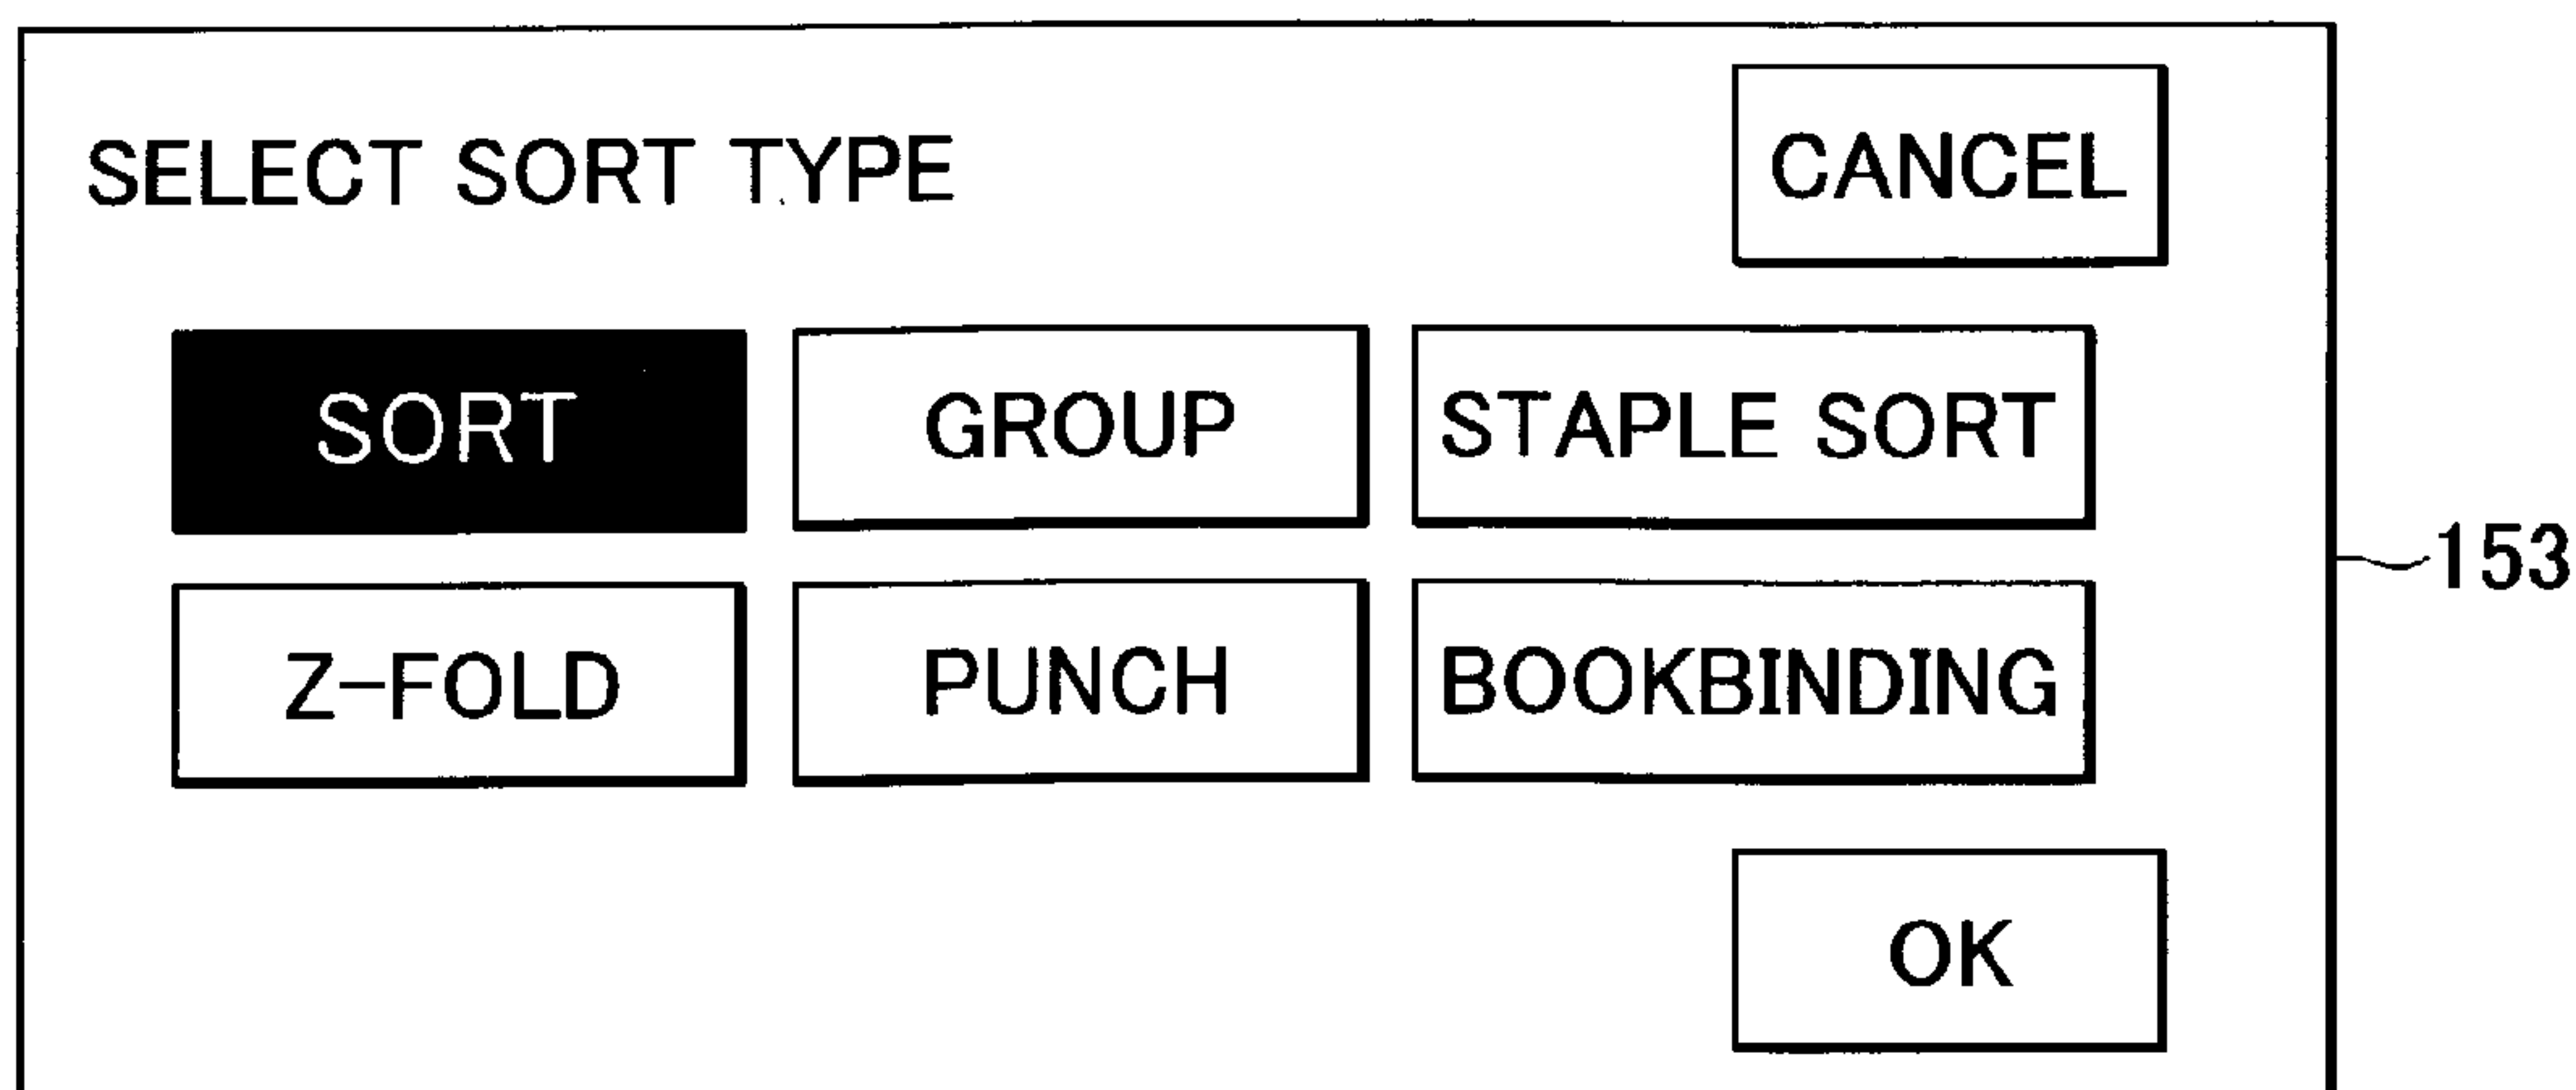 SELECT SORT TYPE
CANCEL
SORT
GROUP
STAPLE SORT
153
Z-FOLD
PUNCH
BOOKBINDING
OK